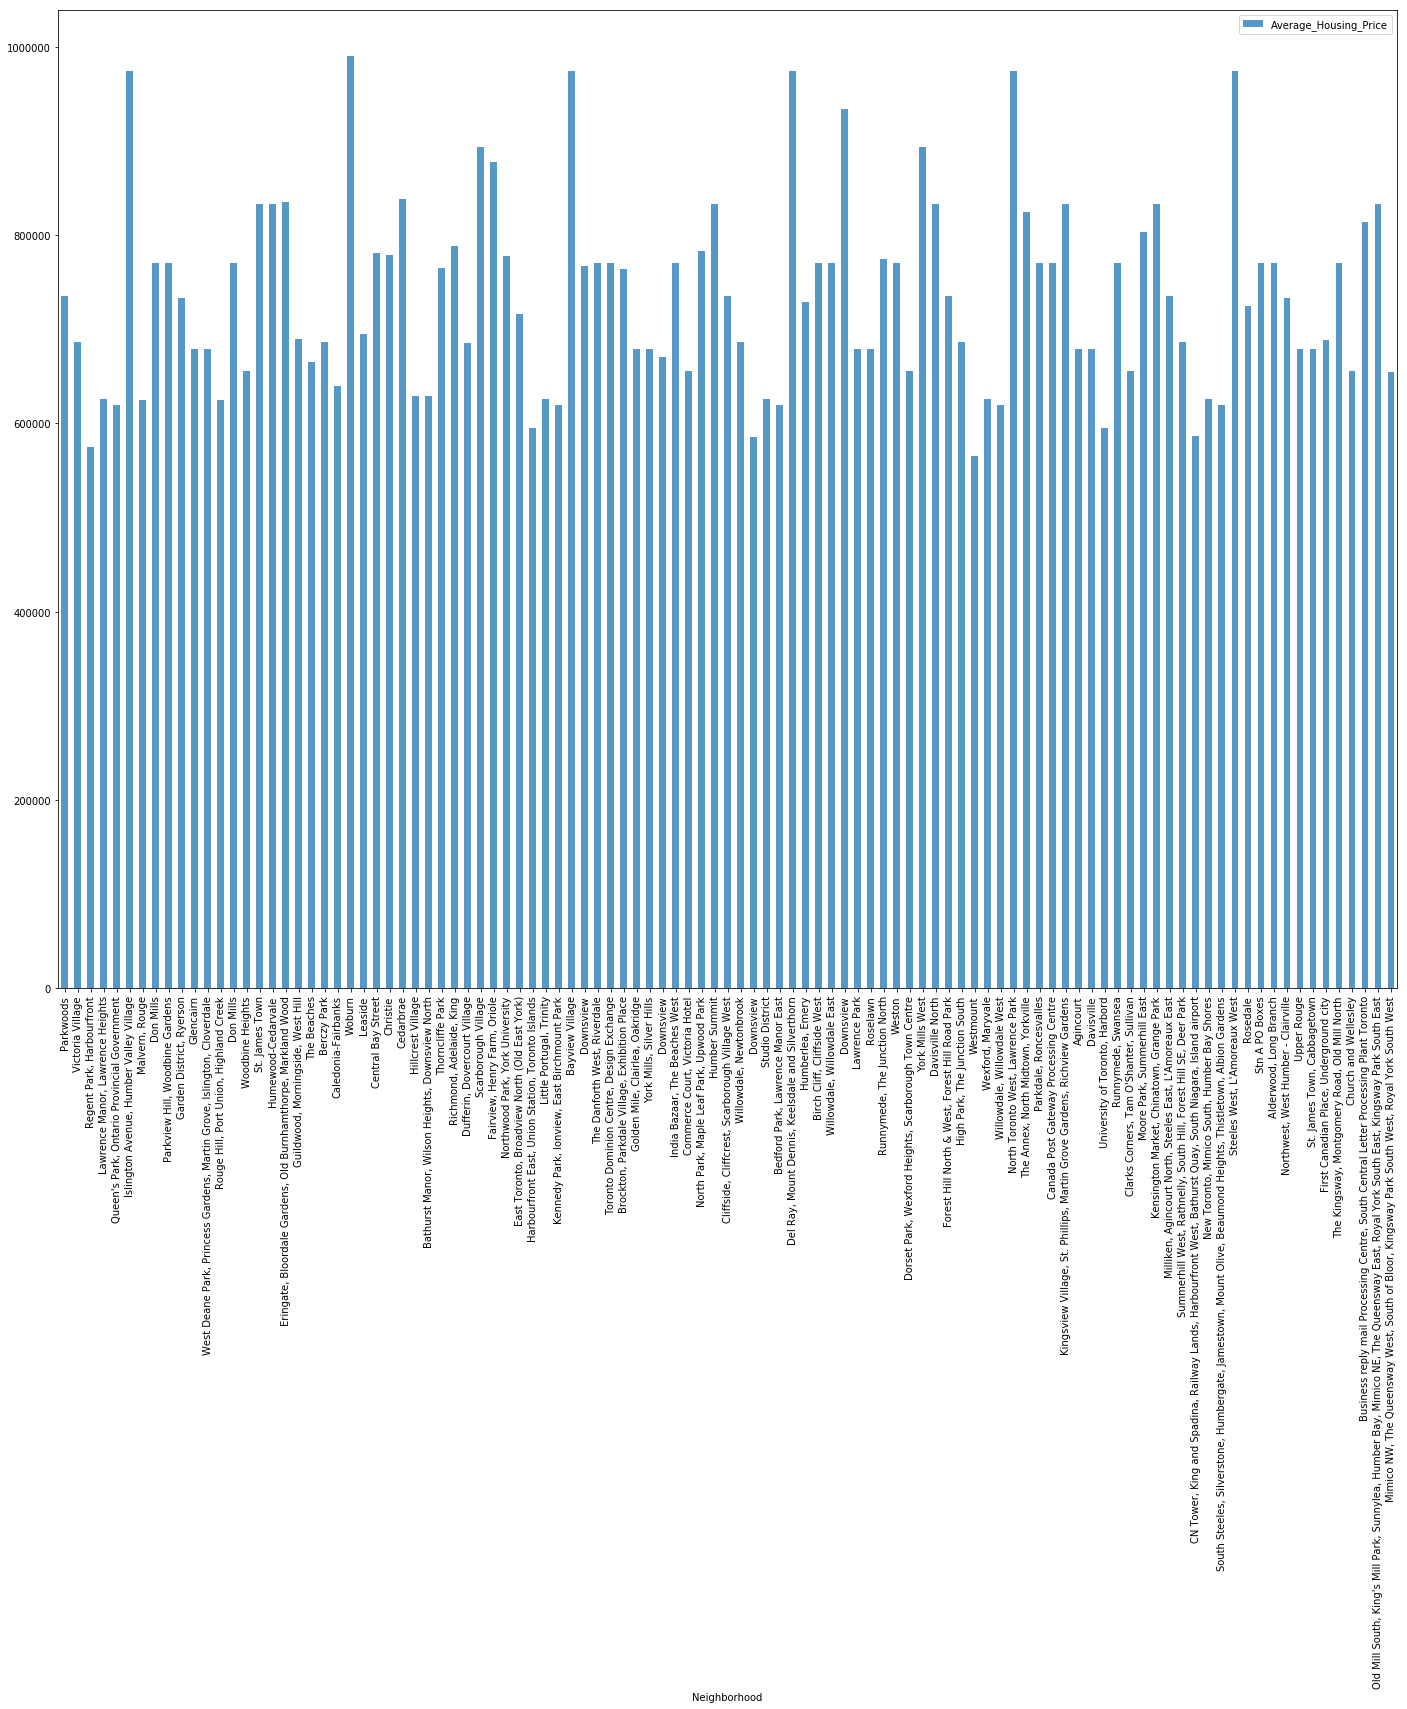 Average_Housing_Price
1000000
800000
600000
400000
200000
0
Parkwoods
Victoria Village
Regent Park, Harbourfront
Lawrence Manor, Lawrence Heights
Queen's Park, Ontario Provincial Government
Islington Avenue, Humber Valley Village
Malvern, Rouge
Don Mills
Parkview Hill, Woodbine Gardens
Garden District, Ryerson
Glencairn
West Deane Park, Princess Gardens, Martin Grove, Islington, Cloverdale
Rouge Hill, Port Union, Highland Creek
Don Mills
Woodbine Heights
St. James Town
Humewood-Cedarvale
Eringate, Bloordale Gardens, Old Burnhamthorpe, Markland Wood
Guildwood, Morningside, West Hill
The Beaches
Berczy Park
Caledonia-Fairbanks
Woburn
Leaside
Central Bay Street
Christie
Cedarbrae
Hillcrest Village
Bathurst Manor, Wilson Heights, Downsview North
Thorncliffe Park
Richmond, Adelaide, King
Dufferin, Dovercourt Village
Scarborough Village
Fairview, Henry Farm, Oriole
Northwood Park, York University
East Toronto, Broadview North (Old East York)
Harbourfront East, Union Station, Toronto Islands
Little Portugal, Trinity
Kennedy Park, Ionview, East Birchmount Park
Bayview Village
Downsview
The Danforth West, Riverdale
Toronto Dominion Centre, Design Exchange
Brockton, Parkdale Village, Exhibition Place
Golden Mile, Clairlea, Oakridge
York Mills, Silver Hills
Downsview
India Bazaar, The Beaches West
Commerce Court, Victoria Hotel
North Park, Maple Leaf Park, Upwood Park
Humber Summit
Cliffside, Cliffcrest, Scarborough Village West
Willowdale, Newtonbrook
Downsview
Studio District
Bedford Park, Lawrence Manor East
Del Ray, Mount Dennis, Keelsdale and Silverthorn
Humberlea, Emery
Birch Cliff, Cliffside West
Willowdale, Willowdale East
Downsview
Lawrence Park
Roselawn
Runnymede, The Junction North
Weston
Dorset Park, Wexford Heights, Scarborough Town Centre
York Mills West
Davisville North
Forest Hill North & West, Forest Hill Road Park
High Park, The Junction South
Westmount
Wexford, Maryvale
Willowdale, Willowdale West
North Toronto West, Lawrence Park
The Annex, North Midtown, Yorkville
Parkdale, Roncesvalles
Canada Post Gateway Processing Centre
Kingsview Village, St. Phillips, Martin Grove Gardens, Richview Gardens
Agincourt
Davisville
University of Toronto, Harbord
Runnymede, Swansea
Clarks Corners, Tam O'Shanter, Sullivan
Moore Park, Summerhill East
Kensington Market, Chinatown, Grange Park
Milliken, Agincourt North, Steeles East, L'Amoreaux East
Summerhill West, Rathnelly, South Hill, Forest Hill SE, Deer Park
CN Tower, King and Spadina, Railway Lands, Harbourfront West, Bathurst Quay, South Niagara, Island airport
New Toronto, Mimico South, Humber Bay Shores
South Steeles, Silverstone, Humbergate, Jamestown, Mount Olive, Beaumond Heights, Thistletown, Albion Gardens
Steeles West, L'Amoreaux West
Rosedale
Stn A PO Boxes
Alderwood, Long Branch
Northwest, West Humber - Clairville
Upper Rouge
St. James Town, Cabbagetown
First Canadian Place, Underground city
The Kingsway, Montgomery Road, Old Mill North
Church and Wellesley
Business reply mail Processing Centre, South Central Letter Processing Plant Toronto
Old Mill South, King's Mill Park, Sunnylea, Humber Bay, Mimico NE, The Queensway East, Royal York South East, Kingsway Park South East
Mimico NW, The Queensway West, South of Bloor, Kingsway Park South West, Royal York South West
Neighborhood